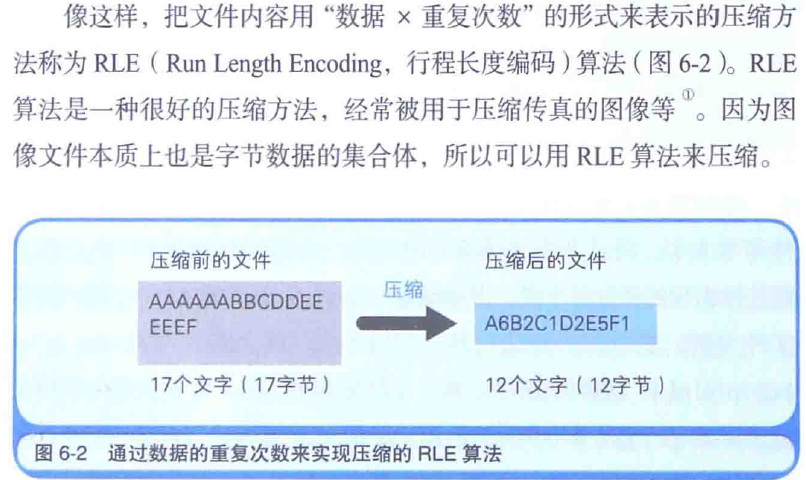 像这样，把文件内容用“数据 × 重复次数”的形式来表示的压缩方
法称为 RLE（Run Length Encoding，行程长度编码）算法（图 6-2）。RLE
算法是一种很好的压缩方法，经常被用于压缩传真的图像等①。因为图
像文件本质上也是字节数据的集合体，所以可以用 RLE 算法来压缩。
压缩前的文件
AAAAAABBCDDEE
EEEF
17个文字（17字节）
压缩
压缩后的文件
A6B2C1D2E5F1
12个文字（12字节）
图 6-2 通过数据的重复次数来实现压缩的 RLE 算法